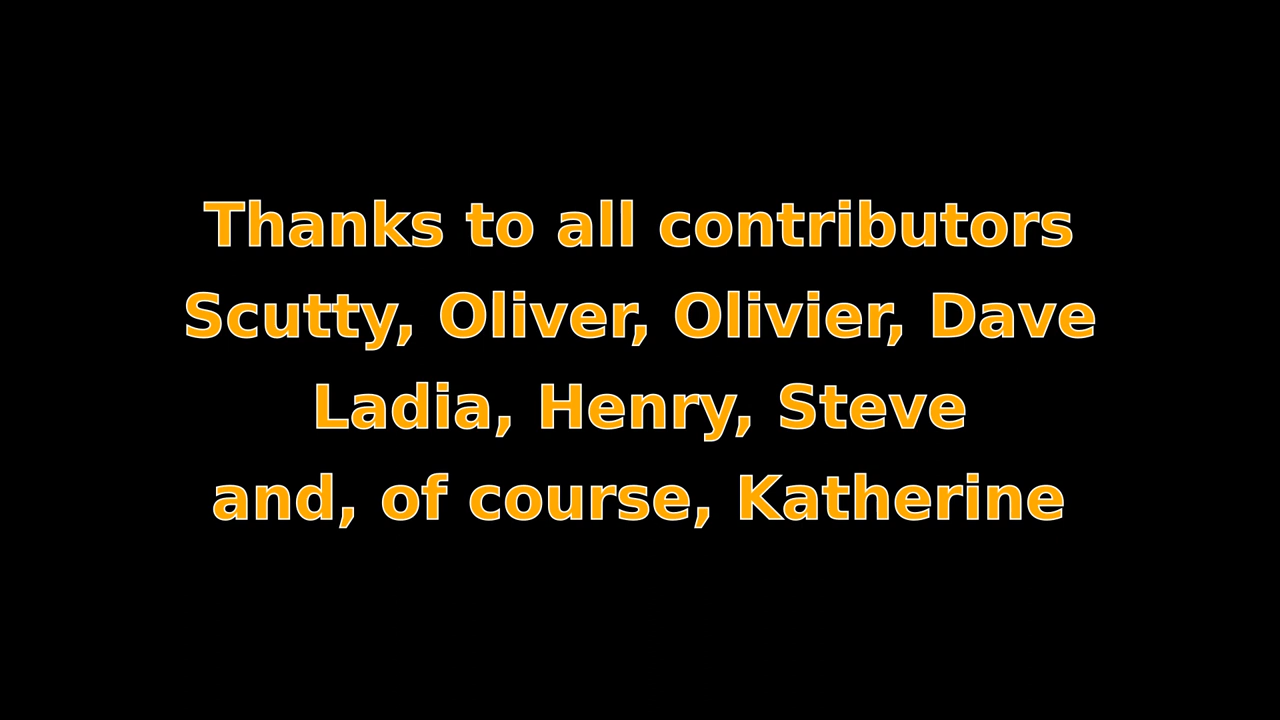 Thanks to all contributors
Scutty, Oliver, Olivier, Dave
Ladia, Henry, Steve
and, of course, Katherine